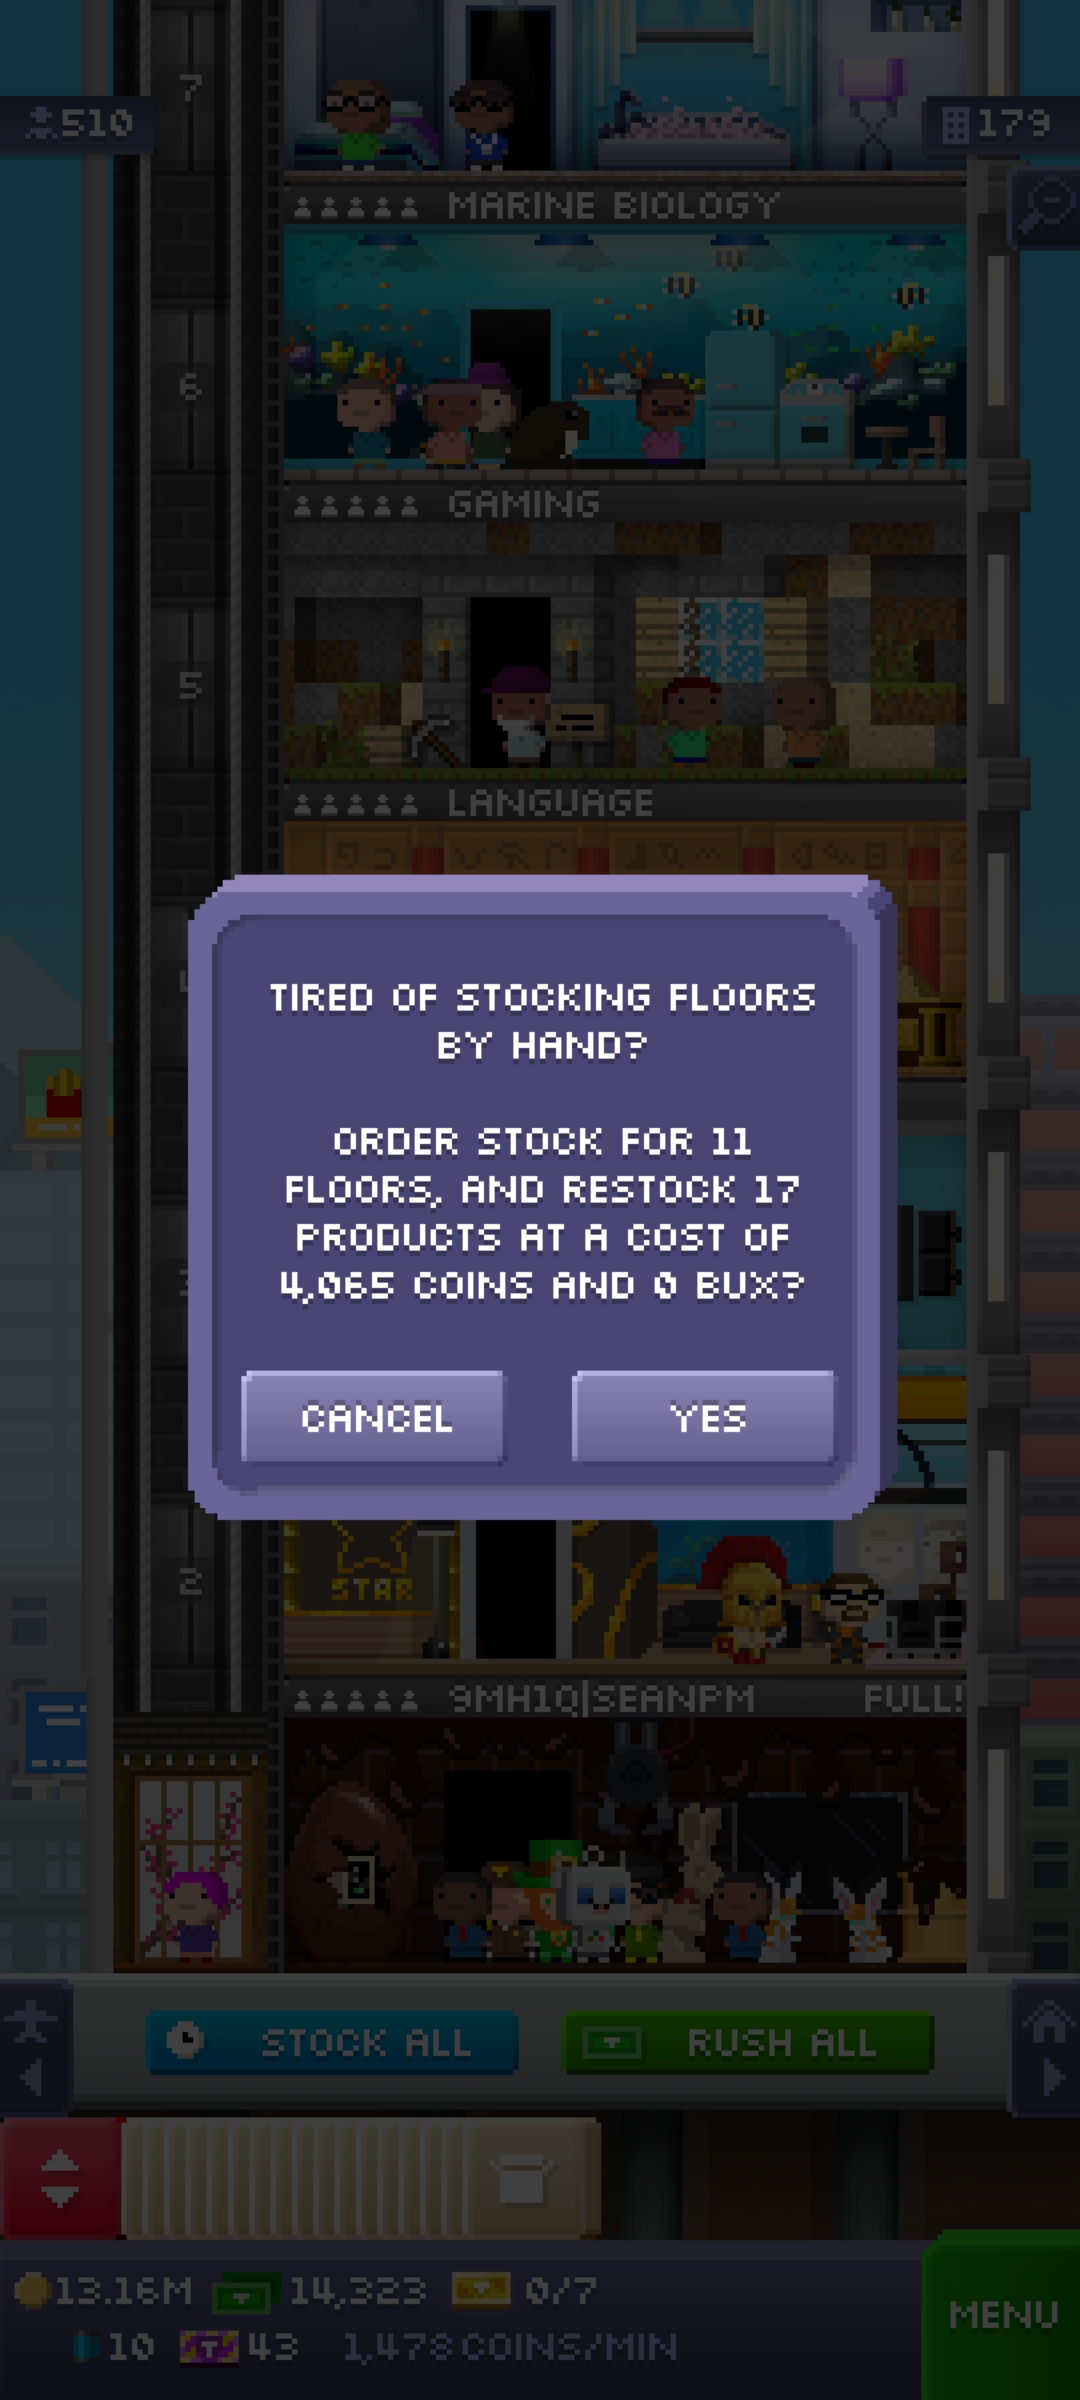 7
510
179
MARINE BIOLOGY
6
GAMING
5
LANGUAGE
TIRED OF STOCKING FLOORS
BY HAND?
ORDER STOCK FOR 11
FLOORS, AND RESTOCK 17
PRODUCTS AT A COST OF
4,065 COINS AND 0 BUX?
CANCEL
YES
STAR
2
9MH1Q|SEANPM
FULL!
STOCK ALL
RUSH ALL
13.16M
14,323
0/7
10
43
1,478 COINS/MIN
MENU